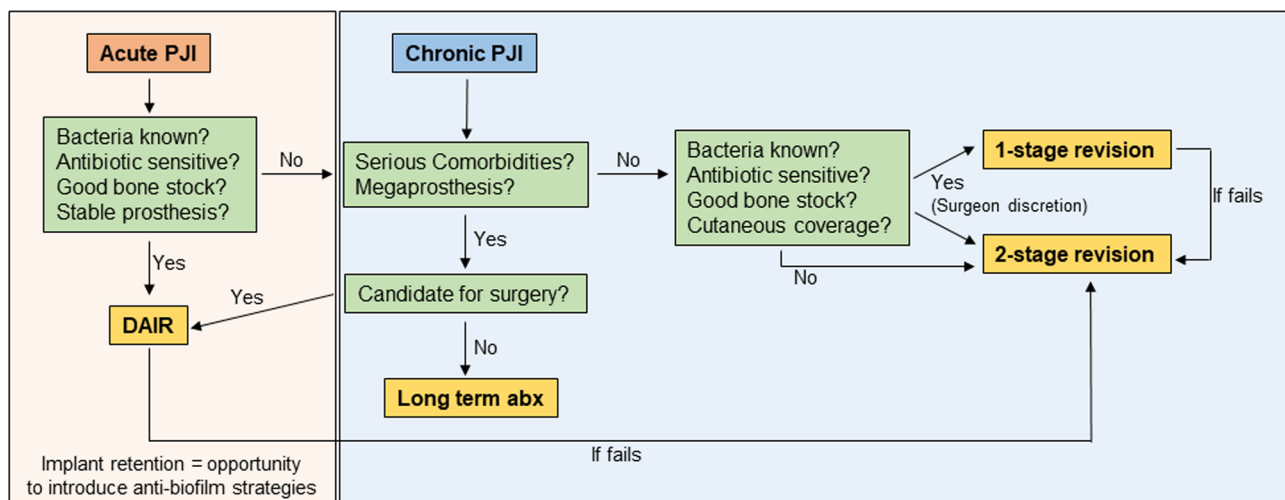 Acute PJI
Bacteria known?
Antibiotic sensitive?
Good bone stock?
Stable prosthesis?
No
Yes
DAIR
Implant retention = opportunity
to introduce anti-biofilm strategies
Chronic PJI
Serious Comorbidities?
Megaprosthesis?
No
Yes
Candidate for surgery?
Yes
No
Long term abx
Bacteria known?
Antibiotic sensitive?
Good bone stock?
Cutaneous coverage?
Yes
(Surgeon discretion)
No
1-stage revision
2-stage revision
If fails
If fails